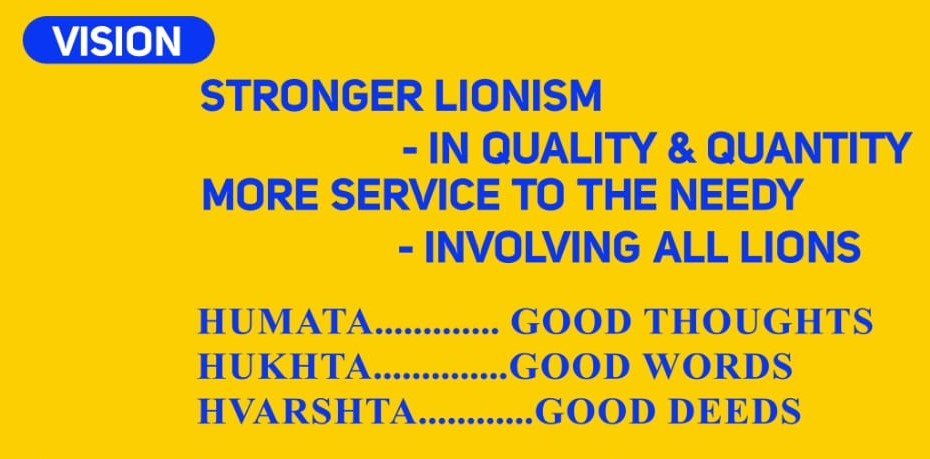 VISION
STRONGER LIONISM
- IN QUALITY & QUANTITY
MORE SERVICE TO THE NEEDY
- INVOLVING ALL LIONS
HUMATA............. GOOD THOUGHTS
HUKHTA..............GOOD WORDS
HVARSHTA............GOOD DEEDS